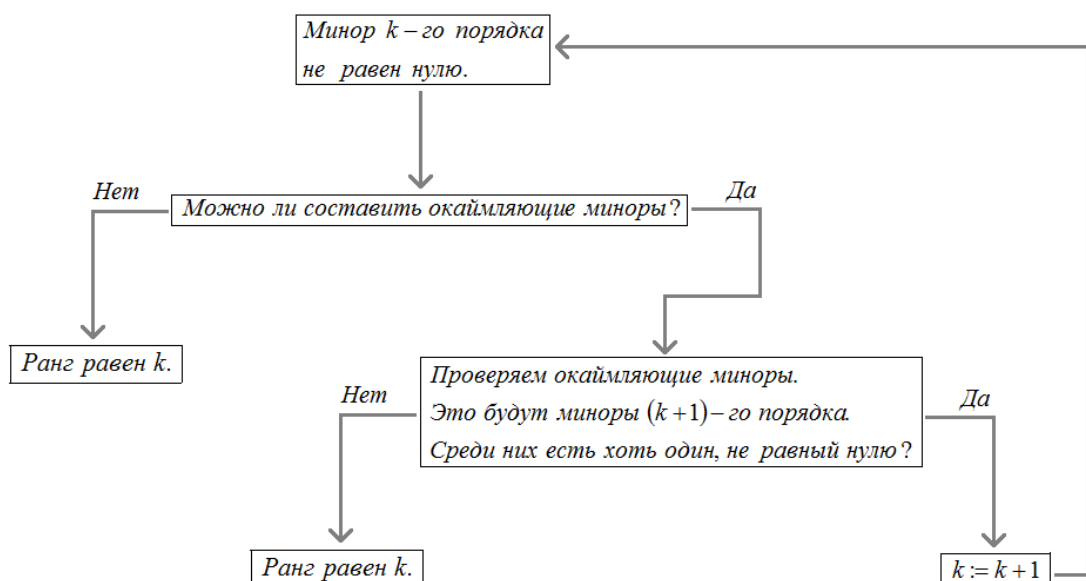 Минор k – го порядка
не равен нулю.
Нет
Да
Можно ли составить окаймляющие миноры?
Ранг равен k.
Проверяем окаймляющие миноры.
Нет
Это будут миноры (k+1) – го порядка.
Да
Среди них есть хоть один, не равный нулю?
Ранг равен k.
k := k + 1